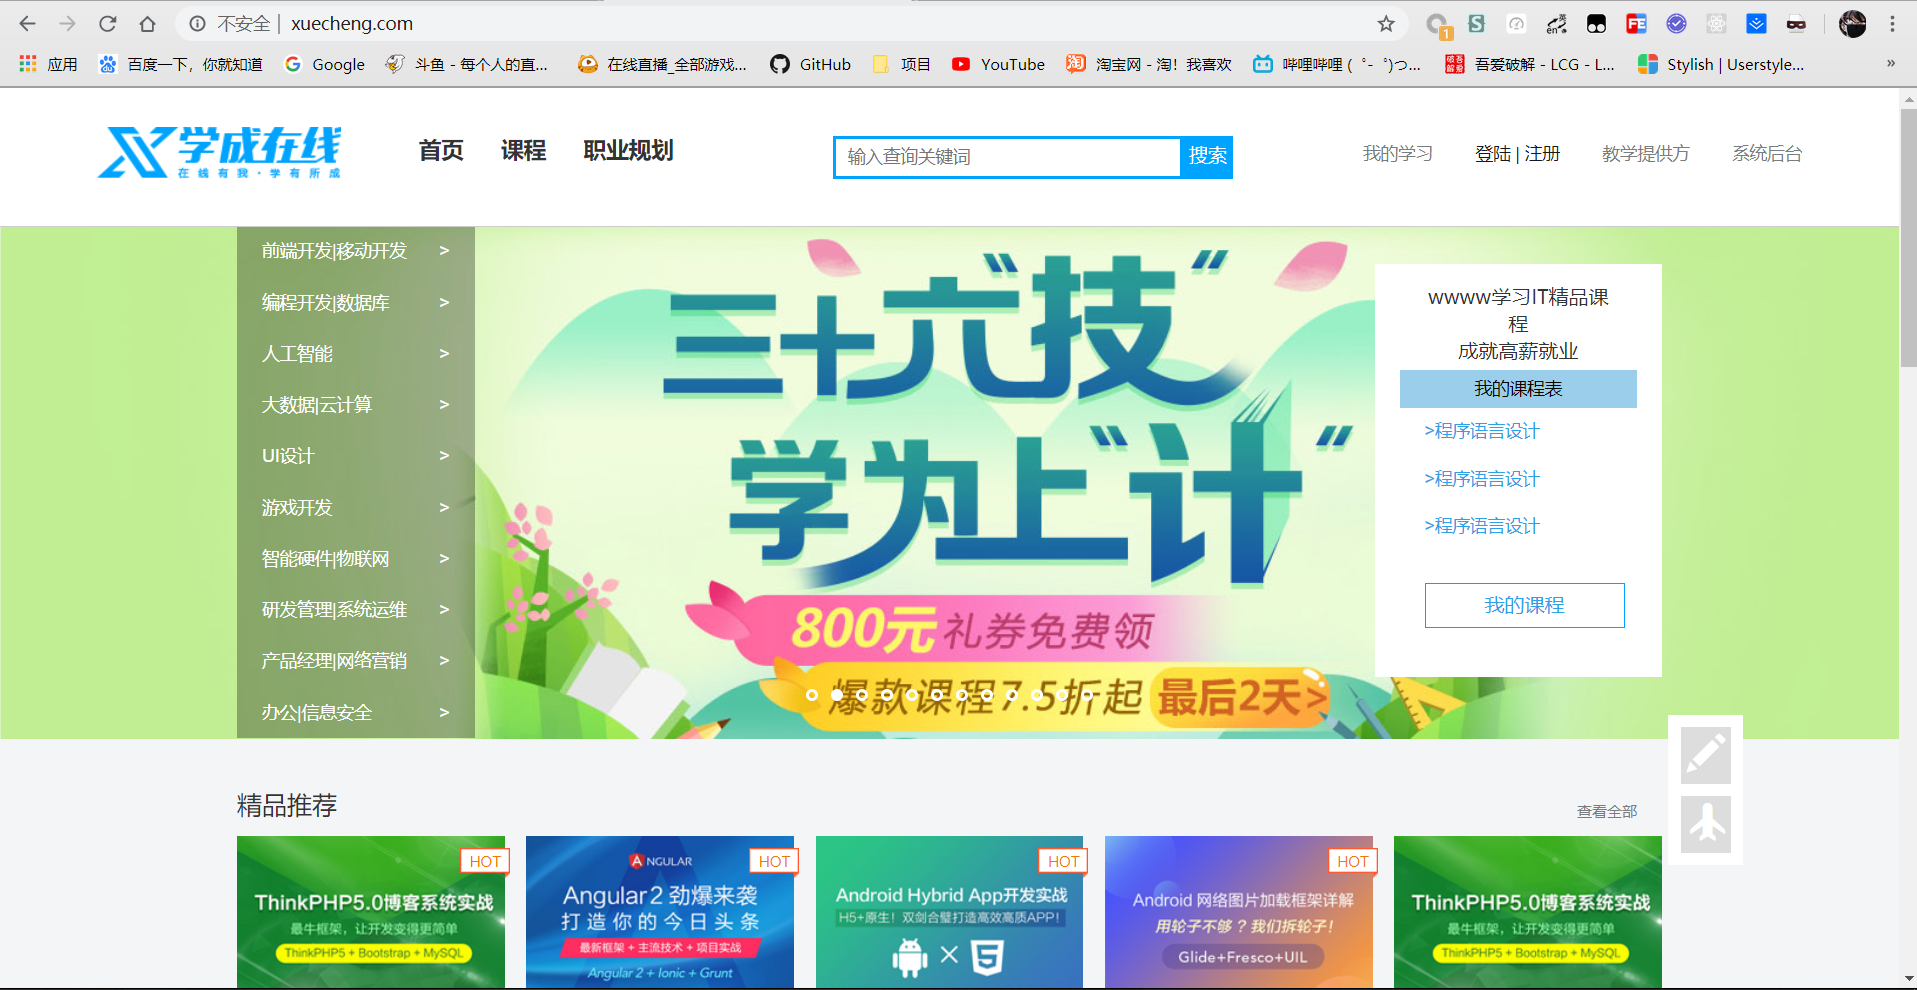 不安全 | xuecheng.com
1
英
en
FE
应用
百度一下，你就知道
Google
斗鱼 - 每个人的直...
在线直播_全部游戏...
GitHub
项目
YouTube
淘
淘宝网 - 淘！我喜欢
哔哩哔哩 ( ゜- ゜)つ...
吾爱破解 - LCG - L...
Stylish | Userstyle...
»
学成在线
在线有我·学有所成
首页
课程
职业规划
输入查询关键词
搜索
我的学习
登陆 | 注册
教学提供方
系统后台
前端开发|移动开发 >
编程开发|数据库 >
人工智能 >
大数据|云计算 >
UI设计 >
游戏开发 >
智能硬件|物联网 >
研发管理|系统运维 >
产品经理|网络营销 >
办公|信息安全 >
三十六“技”
学为上“计”
800元礼券免费领
爆款课程7.5折起 最后2天>
wwww学习IT精品课
程
成就高薪就业
我的课程表
>程序语言设计
>程序语言设计
>程序语言设计
我的课程
精品推荐
查看全部
HOT
ThinkPHP5.0博客系统实战
最牛框架，让开发变得更简单
ThinkPHP5 + Bootstrap + MySQL
HOT
ANGULAR
Angular2 劲爆来袭
打造你的今日头条
最新框架 + 主流技术 + 项目实战
Angular 2 + Ionic + Grunt
HOT
Android Hybrid App开发实战
H5+原生！双剑合璧打造高效高质APP！
HOT
Android 网络图片加载框架详解
用轮子不够？我们拆轮子！
Glide+Fresco+UIL
ThinkPHP5.0博客系统实战
最牛框架，让开发变得更简单
ThinkPHP5 + Bootstrap + MySQL